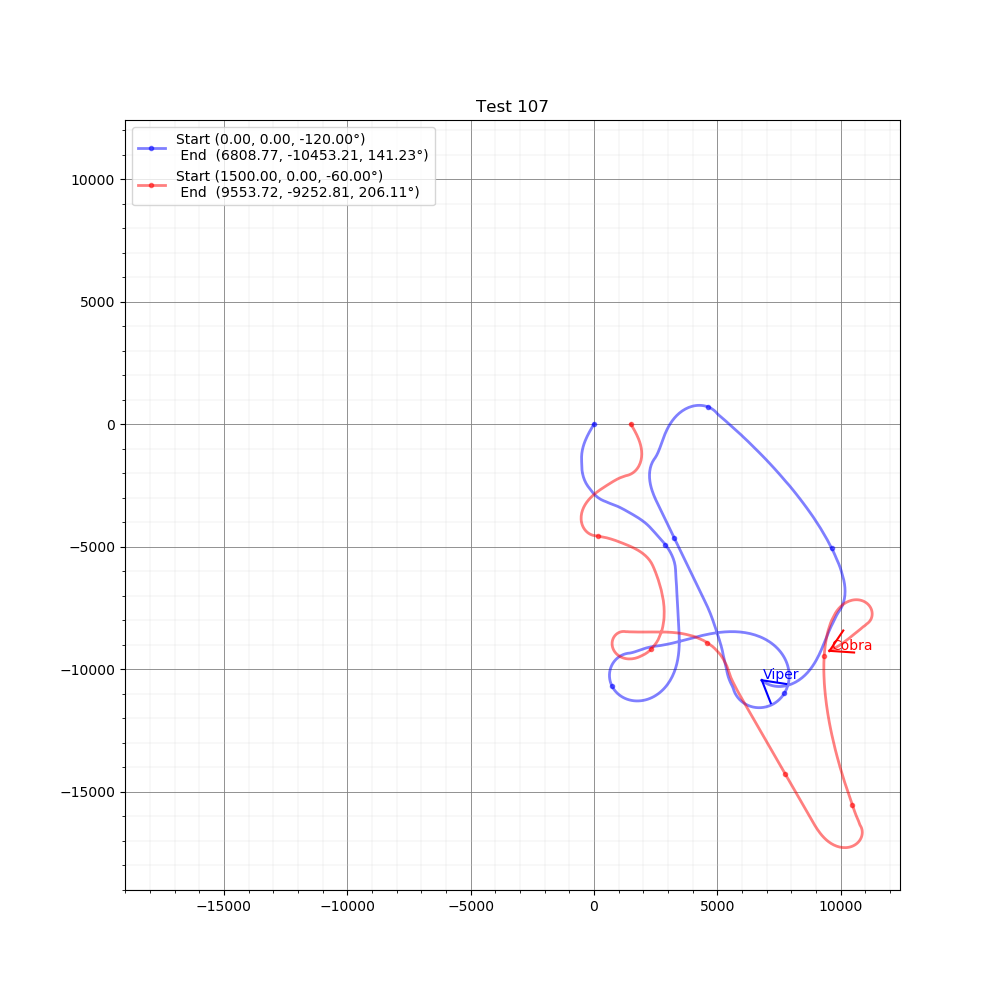 Test 107
Start (0.00, 0.00, -120.00°)
End (6808.77, -10453.21, 141.23°)
Start (1500.00, 0.00, -60.00°)
End (9553.72, -9252.81, 206.11°)
10000
5000
0
−5000
−10000
−15000
Cobra
Viper
−15000
−10000
−5000
0
5000
10000